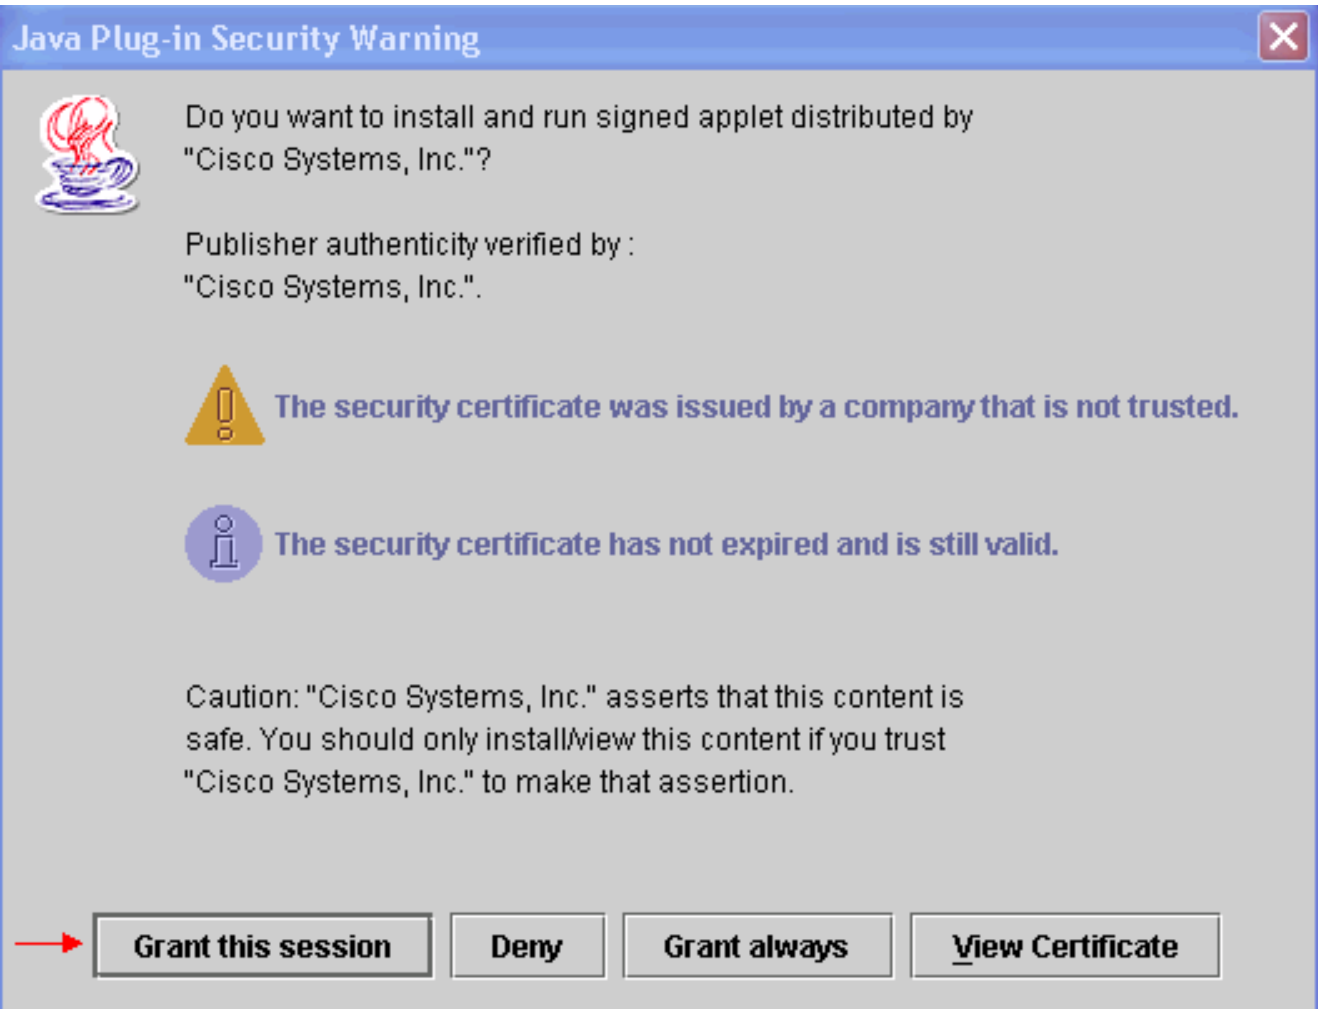 Java Plug-in Security Warning
Do you want to install and run signed applet distributed by
"Cisco Systems, Inc."?
Publisher authenticity verified by :
"Cisco Systems, Inc.".
The security certificate was issued by a company that is not trusted.
The security certificate has not expired and is still valid.
Caution: "Cisco Systems, Inc." asserts that this content is
safe. You should only install/view this content if you trust
"Cisco Systems, Inc." to make that assertion.
Grant this session Deny Grant always View Certificate